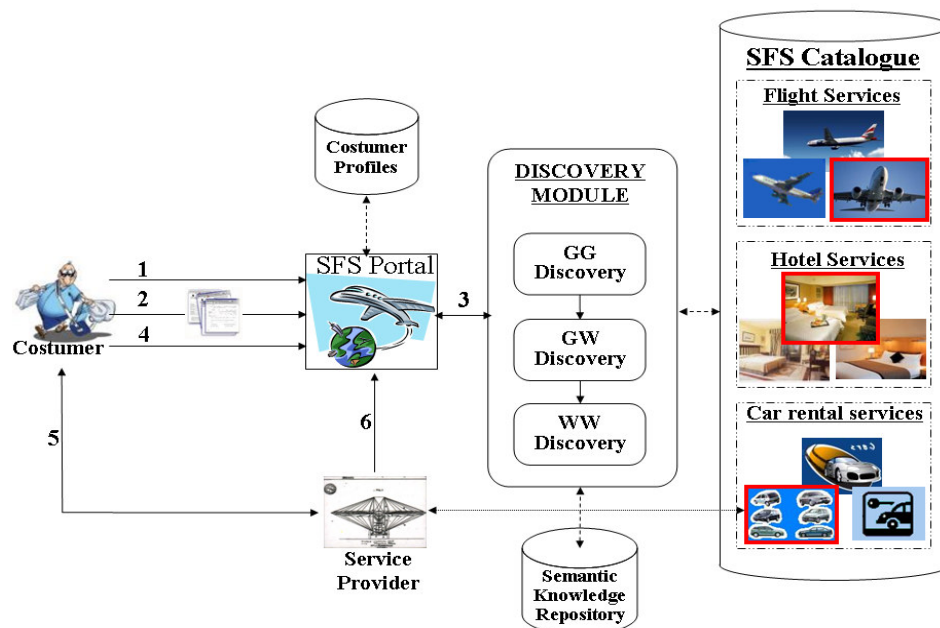 SFS Catalogue
Flight Services
Costumer
Profiles
DISCOVERY
MODULE
GG
Discovery
SFS Portal
Hotel Services
1
2
3
4
Costumer
GW
Discovery
WW
Discovery
Car rental services
5
6
Service
Provider
Semantic
Knowledge
Repository